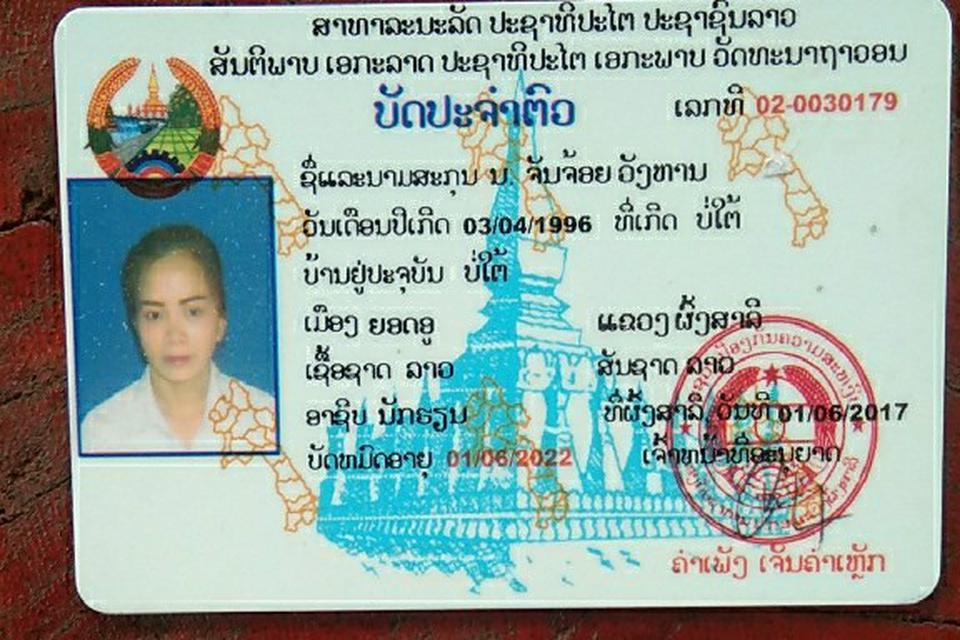 ສາທາລະນະລັດ ປະຊາທິປະໄຕ ປະຊາຊົນລາວ
ສັນຕິພາບ ເອກະລາດ ປະຊາທິປະໄຕ ເອກະພາບ ວັດທະນາຖາວອນ
ບັດປະຈຳຕົວ ເລກທີ 02-0030179
ຊື່ແລະນາມສະກຸນ ນ. ຈັນຈ້ອຍ ວັງຫານ
ວັນເດືອນປີເກີດ 03/04/1996 ທີ່ເກີດ ບໍ່ໃຕ້
ບ້ານຢູ່ປະຈຸບັນ ບໍ່ໃຕ້
ເມືອງ ຍອດອູ ແຂວງ ຜົ້ງສາລີ
ເຊື້ອຊາດ ລາວ ສັນຊາດ ລາວ
ອາຊີບ ນັກຮຽນ ທີ່ຜົ້ງສາລີ, ວັນທີ 01/06/2017
ບັດຫມົດອາຍຸ 01/06/2022 ເຈົ້າຫນ້າທີ່ອະນຸຍາດ
ຄຳເພັງ ເຈັນຄຳເຫຼັກ